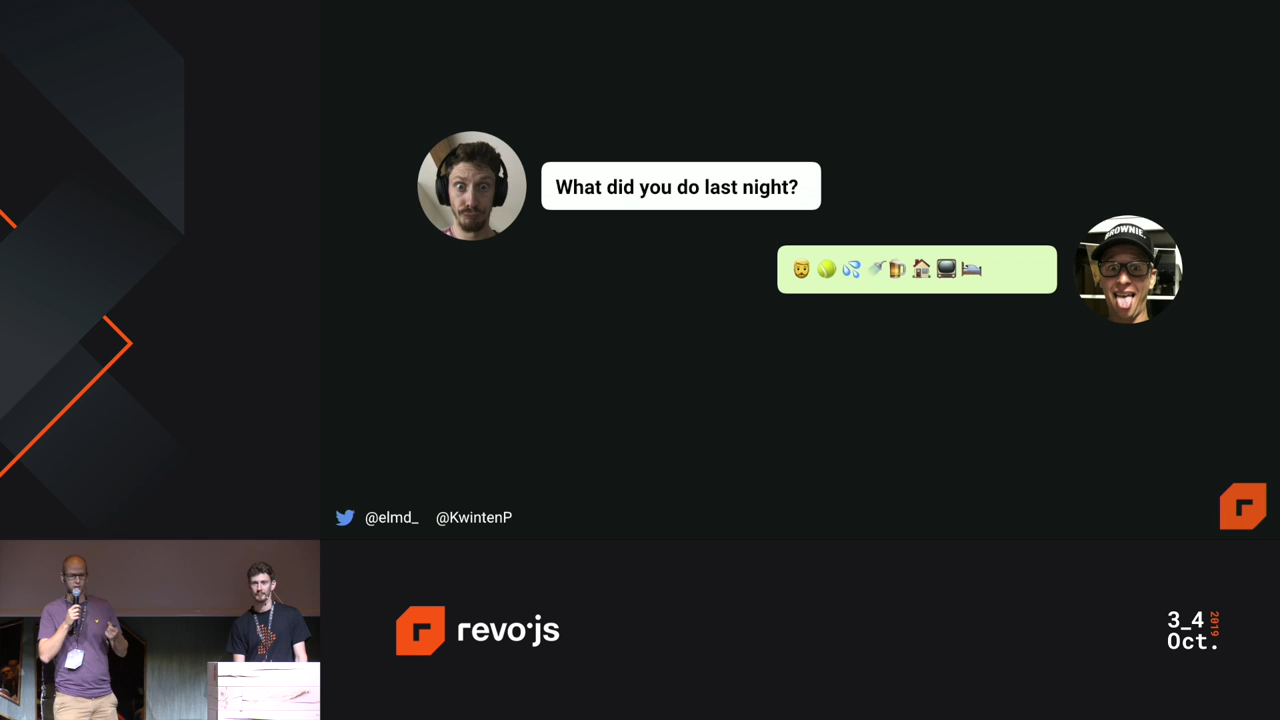 What did you do last night?
BROWNIE.
🧔🎾💦🚿🍺🏠📺🛏
@elmd_ @KwintenP
r
r revo·js
3_4 2019
Oct.